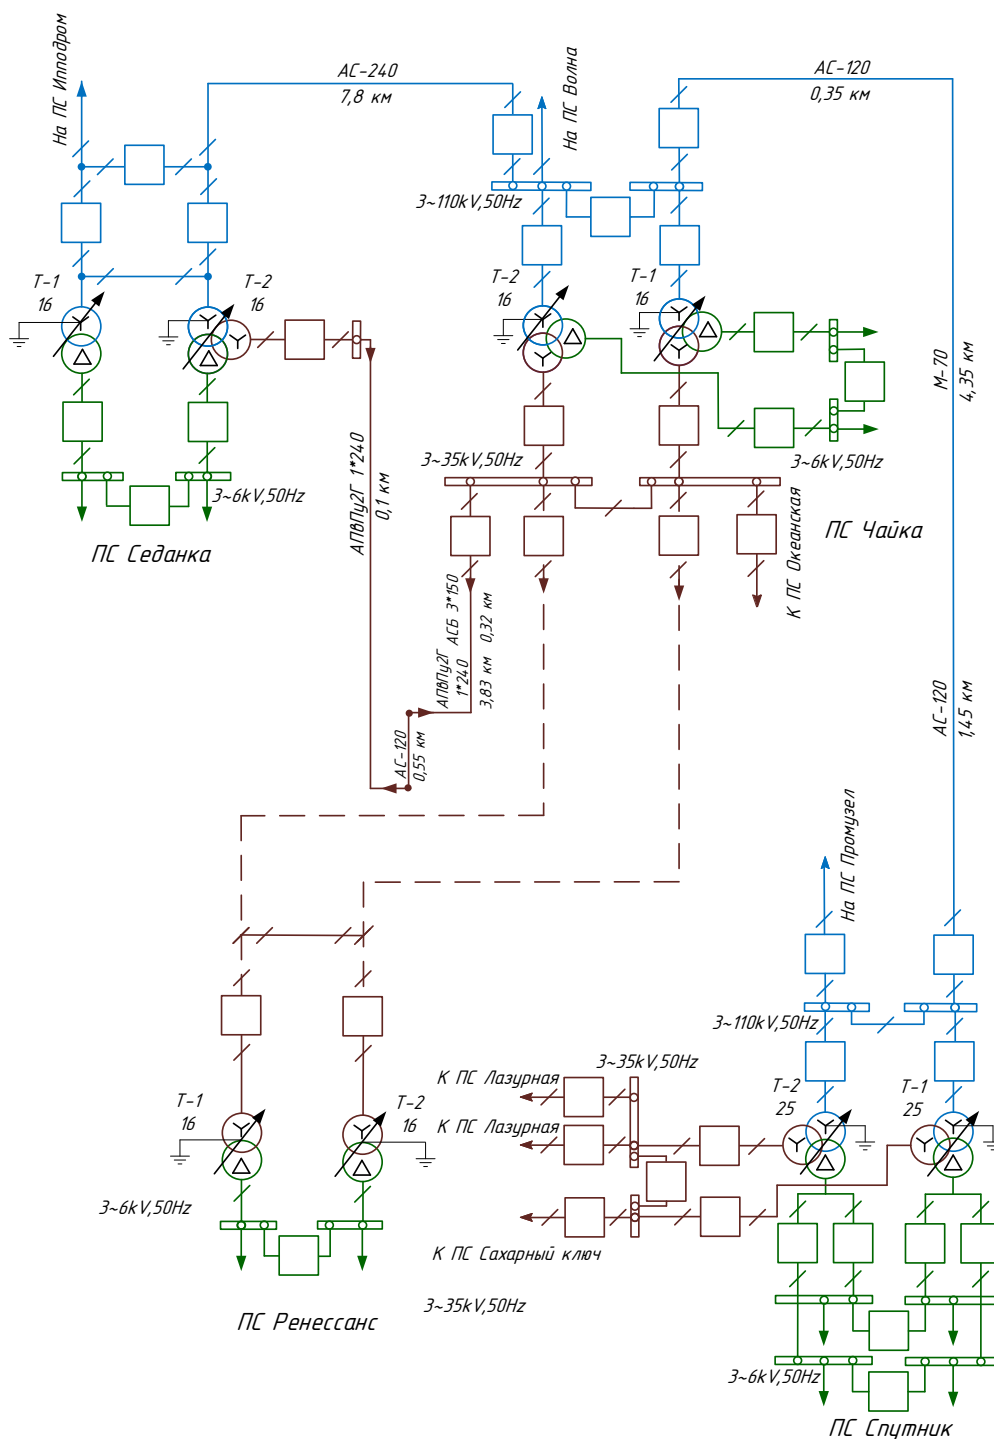 На ПС Ипподром
АС-240
7,8 км
На ПС Волна
АС-120
0,35 км
3~110kV,50Hz
Т-1
16
Т-2
16
Т-2
16
Т-1
16
М-70
4,35 км
3~6kV,50Hz
ПС Седанка
АПвПу2Г 1*240
0,1 км
3~35kV,50Hz
3~6kV,50Hz
ПС Чайка
К ПС Океанская
АПвПу2Г
1*240
3,83 км
АСБ 3*150
0,32 км
АС-120
0,55 км
АС-120
1,45 км
На ПС Промузел
3~110kV,50Hz
3~35kV,50Hz
К ПС Лазурная
К ПС Лазурная
К ПС Сахарный ключ
Т-2
25
Т-1
25
Т-1
16
Т-2
16
3~6kV,50Hz
ПС Ренессанс
3~35kV,50Hz
3~6kV,50Hz
ПС Спутник